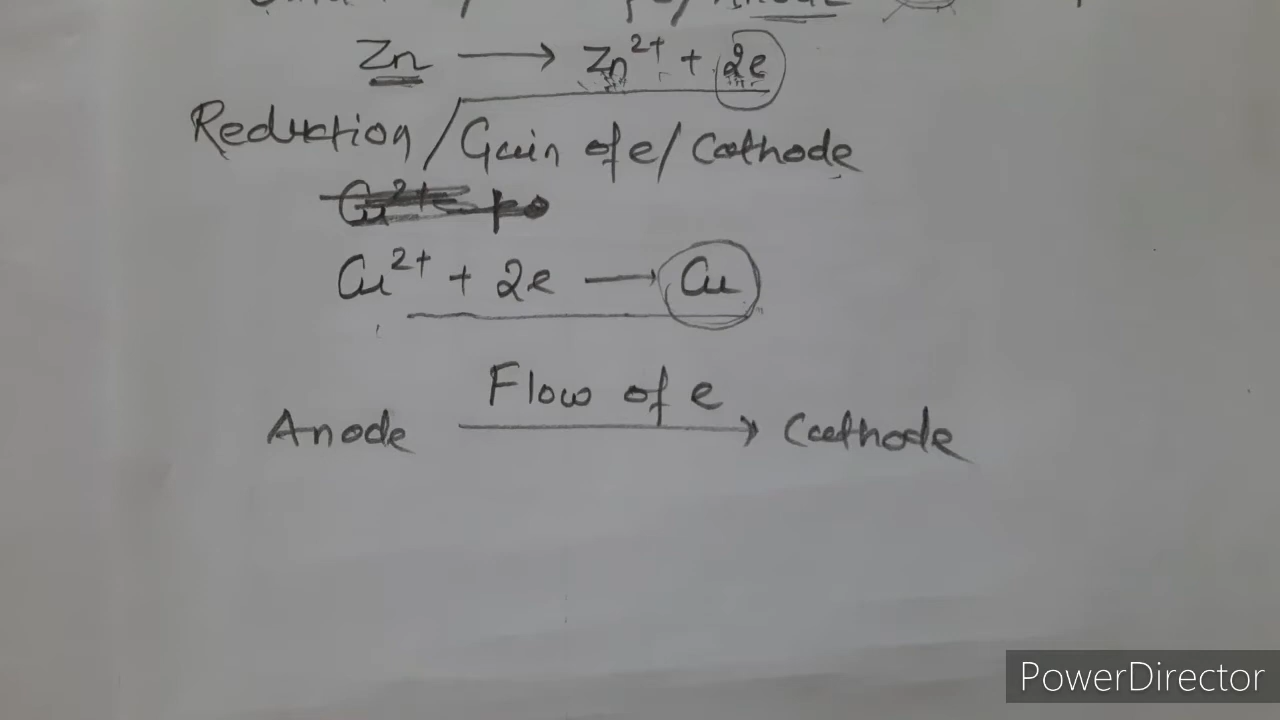 Zn → Zn²⁺ + 2e
Reduction / Gain of e / Cathode
Cu²⁺ + 2e → Cu
Flow of e
Anode → Cathode
PowerDirector